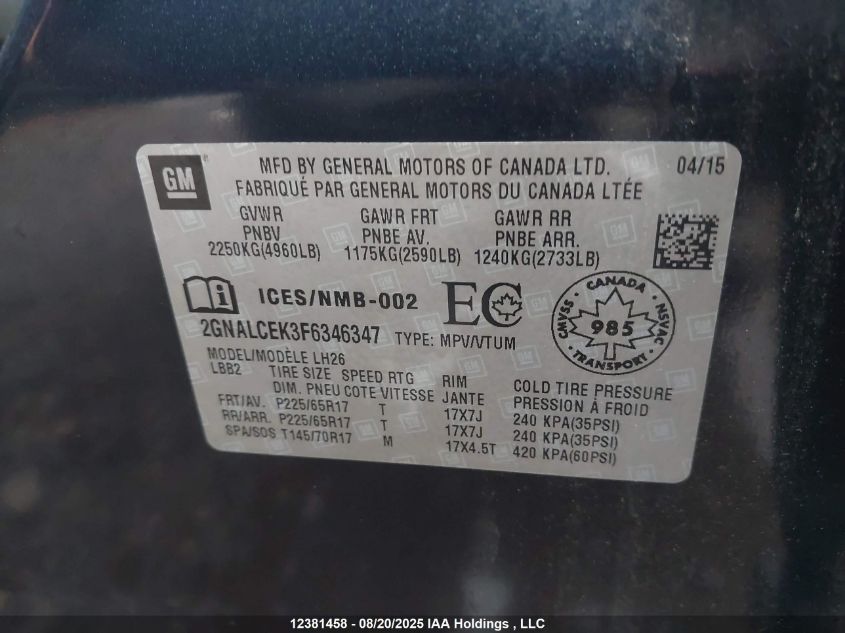 GM
MFD BY GENERAL MOTORS OF CANADA LTD. 04/15
FABRIQUÉ PAR GENERAL MOTORS DU CANADA LTÉE
GVWR GAWR FRT GAWR RR
PNBV PNBE AV. PNBE ARR.
2250KG(4960LB) 1175KG(2590LB) 1240KG(2733LB)
ICES/NMB-002 EC
CANADA
CMVSS 985 NSVAC
TRANSPORT
2GNALCEK3F6346347 TYPE: MPV/VTUM
MODEL/MODÈLE LH26
LBB2 TIRE SIZE SPEED RTG RIM COLD TIRE PRESSURE
DIM. PNEU COTE VITESSE JANTE PRESSION À FROID
FRT/AV. P225/65R17 T 17X7J 240 KPA(35PSI)
RR/ARR. P225/65R17 T 17X7J 240 KPA(35PSI)
SPA/SOS T145/70R17 M 17X4.5T 420 KPA(60PSI)
12381458 - 08/20/2025 IAA Holdings , LLC